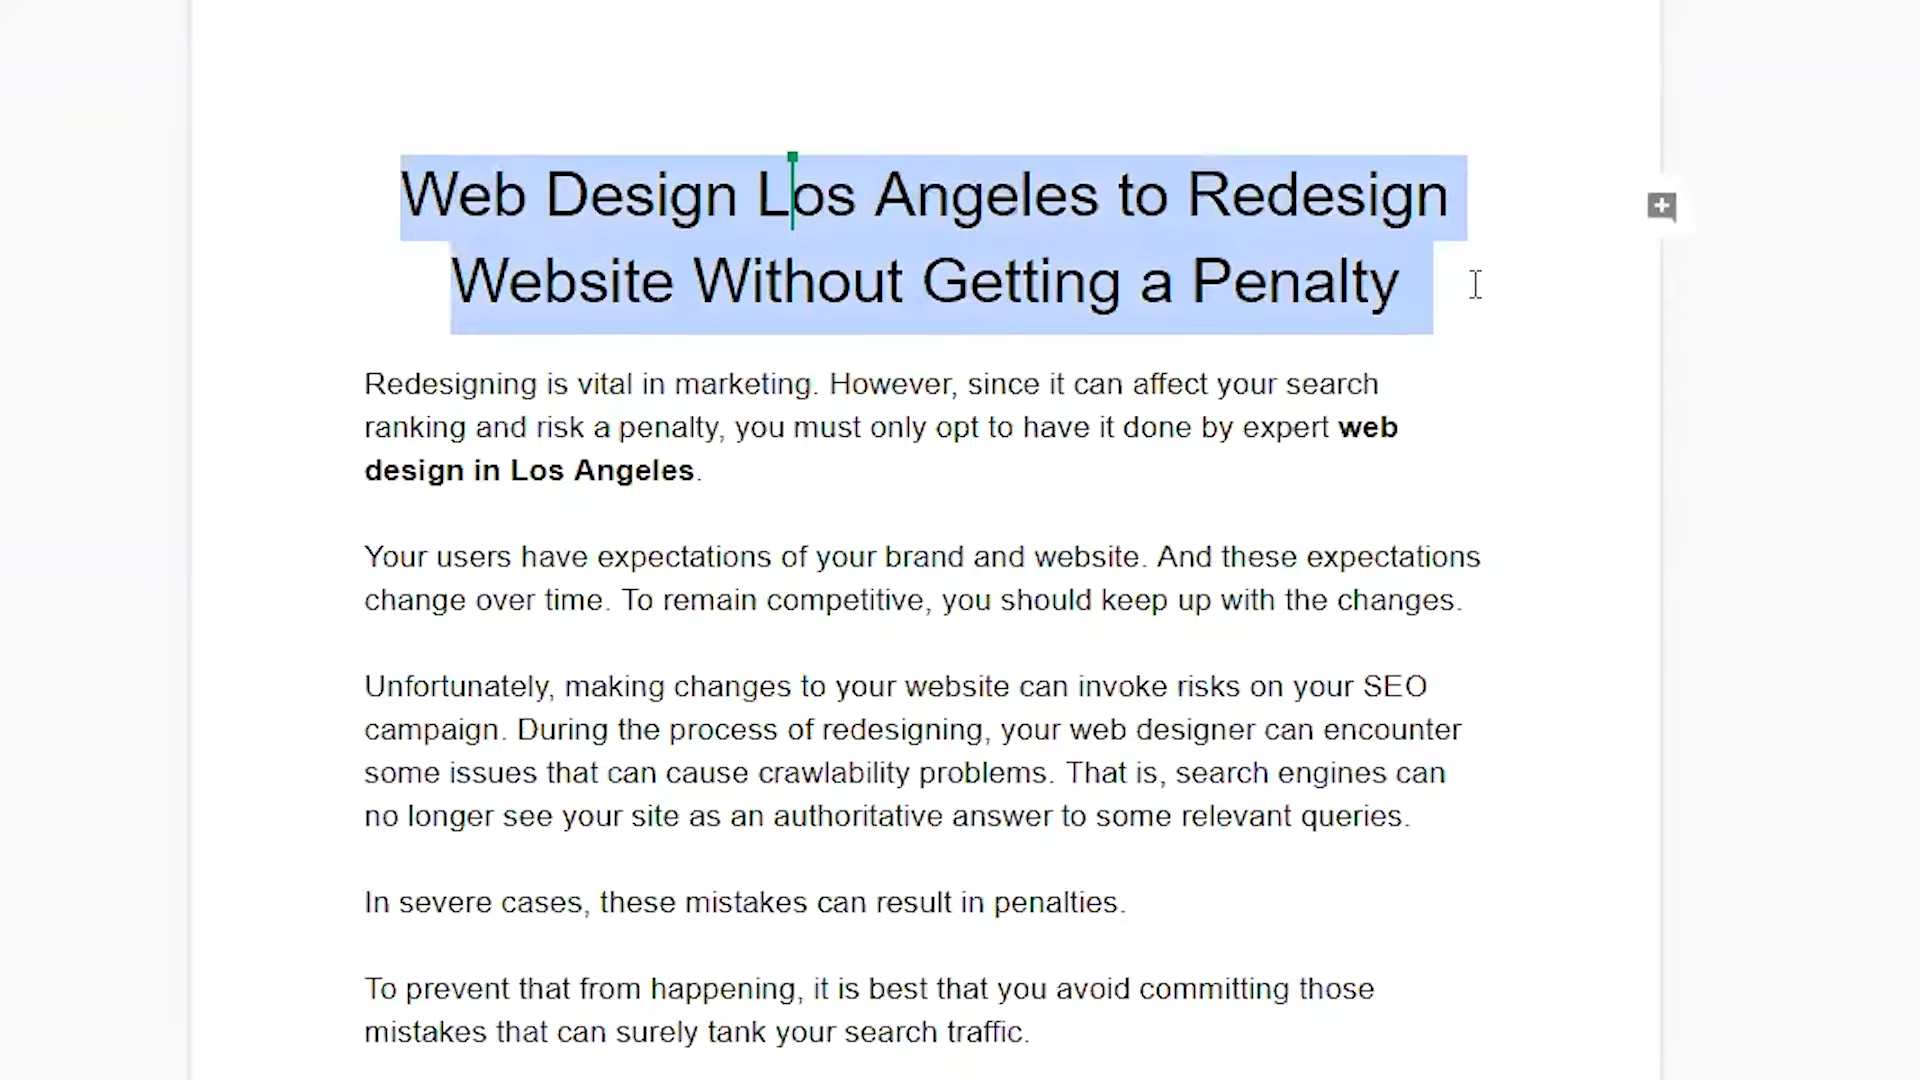 Web Design Los Angeles to Redesign
Website Without Getting a Penalty
Redesigning is vital in marketing. However, since it can affect your search
ranking and risk a penalty, you must only opt to have it done by expert web
design in Los Angeles.
Your users have expectations of your brand and website. And these expectations
change over time. To remain competitive, you should keep up with the changes.
Unfortunately, making changes to your website can invoke risks on your SEO
campaign. During the process of redesigning, your web designer can encounter
some issues that can cause crawlability problems. That is, search engines can
no longer see your site as an authoritative answer to some relevant queries.
In severe cases, these mistakes can result in penalties.
To prevent that from happening, it is best that you avoid committing those
mistakes that can surely tank your search traffic.